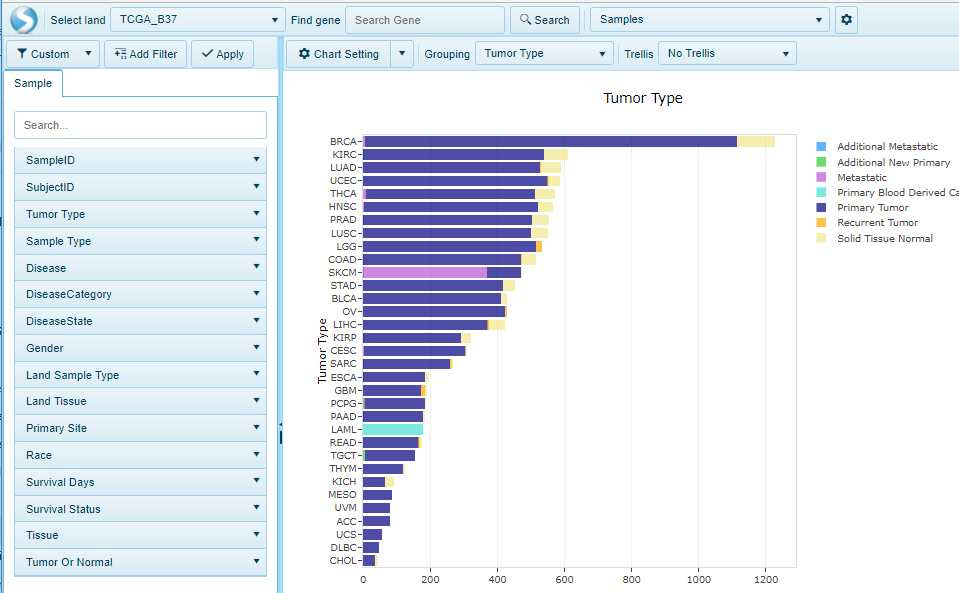 Select land TCGA_B37 Find gene Search Gene Search Samples
Custom Add Filter Apply Chart Setting Grouping Tumor Type Trellis No Trellis
Sample
Search...
SampleID
SubjectID
Tumor Type
Sample Type
Disease
DiseaseCategory
DiseaseState
Gender
Land Sample Type
Land Tissue
Primary Site
Race
Survival Days
Survival Status
Tissue
Tumor Or Normal
Tumor Type
Tumor Type
BRCA
KIRC
LUAD
UCEC
THCA
HNSC
PRAD
LUSC
LGG
COAD
SKCM
STAD
BLCA
OV
LIHC
KIRP
CESC
SARC
ESCA
GBM
PCPG
PAAD
LAML
READ
TGCT
THYM
KICH
MESO
UVM
ACC
UCS
DLBC
CHOL
0 200 400 600 800 1000 1200
Additional Metastatic
Additional New Primary
Metastatic
Primary Blood Derived Ca
Primary Tumor
Recurrent Tumor
Solid Tissue Normal